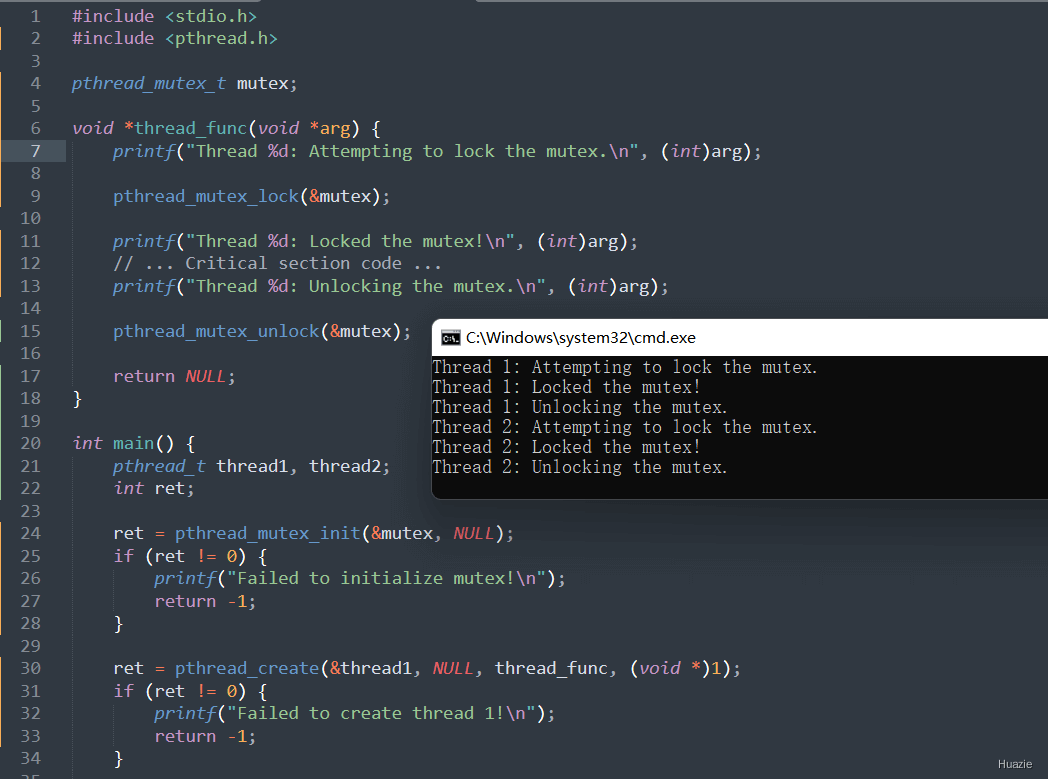 1 #include <stdio.h>
2 #include <pthread.h>
3
4 pthread_mutex_t mutex;
5
6 void *thread_func(void *arg) {
7     printf("Thread %d: Attempting to lock the mutex.\n", (int)arg);
8
9     pthread_mutex_lock(&mutex);
10
11     printf("Thread %d: Locked the mutex!\n", (int)arg);
12     // ... Critical section code ...
13     printf("Thread %d: Unlocking the mutex.\n", (int)arg);
14
15     pthread_mutex_unlock(&mutex);
16
17     return NULL;
18 }
19
20 int main() {
21     pthread_t thread1, thread2;
22     int ret;
23
24     ret = pthread_mutex_init(&mutex, NULL);
25     if (ret != 0) {
26         printf("Failed to initialize mutex!\n");
27         return -1;
28     }
29
30     ret = pthread_create(&thread1, NULL, thread_func, (void *)1);
31     if (ret != 0) {
32         printf("Failed to create thread 1!\n");
33         return -1;
34     }
C:\Windows\system32\cmd.exe
Thread 1: Attempting to lock the mutex.
Thread 1: Locked the mutex!
Thread 1: Unlocking the mutex.
Thread 2: Attempting to lock the mutex.
Thread 2: Locked the mutex!
Thread 2: Unlocking the mutex.
Huazie